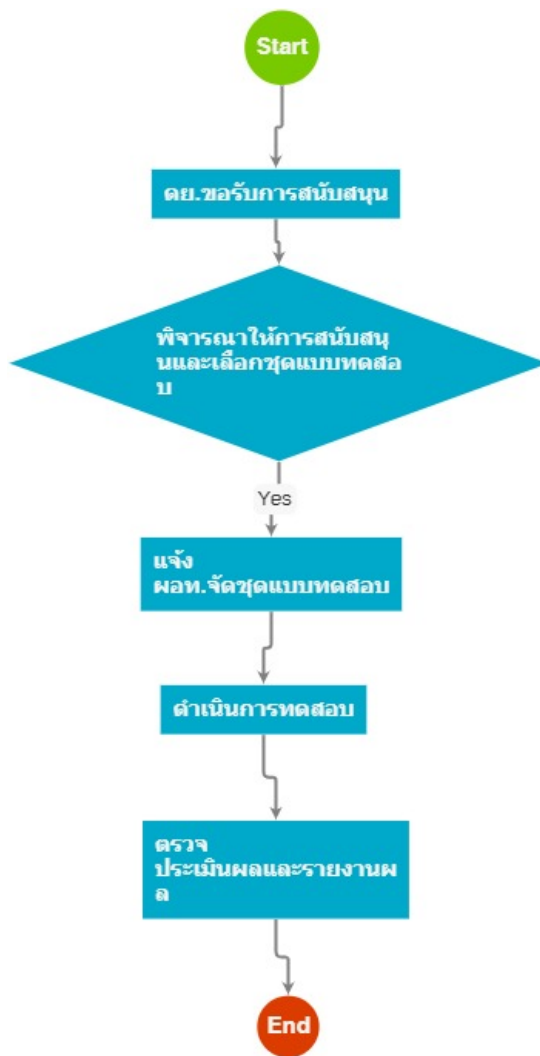 Start
ดย.ขอรับการสนับสนุน
พิจารณาให้การสนับสนุ
นและเลือกชุดแบบทดสอ
บ
Yes
แจ้ง
ผอท.จัดชุดแบบทดสอบ
ดำเนินการทดสอบ
ตรวจ
ประเมินผลและรายงานผ
ล
End